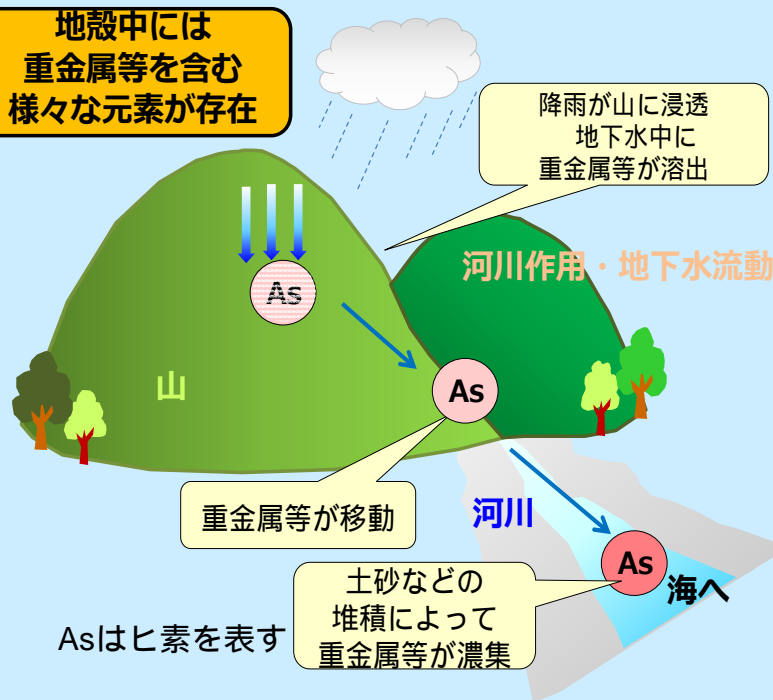 地殻中には
重金属等を含む
様々な元素が存在
降雨が山に浸透
地下水中に
重金属等が溶出
河川作用・地下水流動
As
山
As
重金属等が移動
河川
As
海へ
土砂などの
堆積によって
重金属等が濃集
Asはヒ素を表す